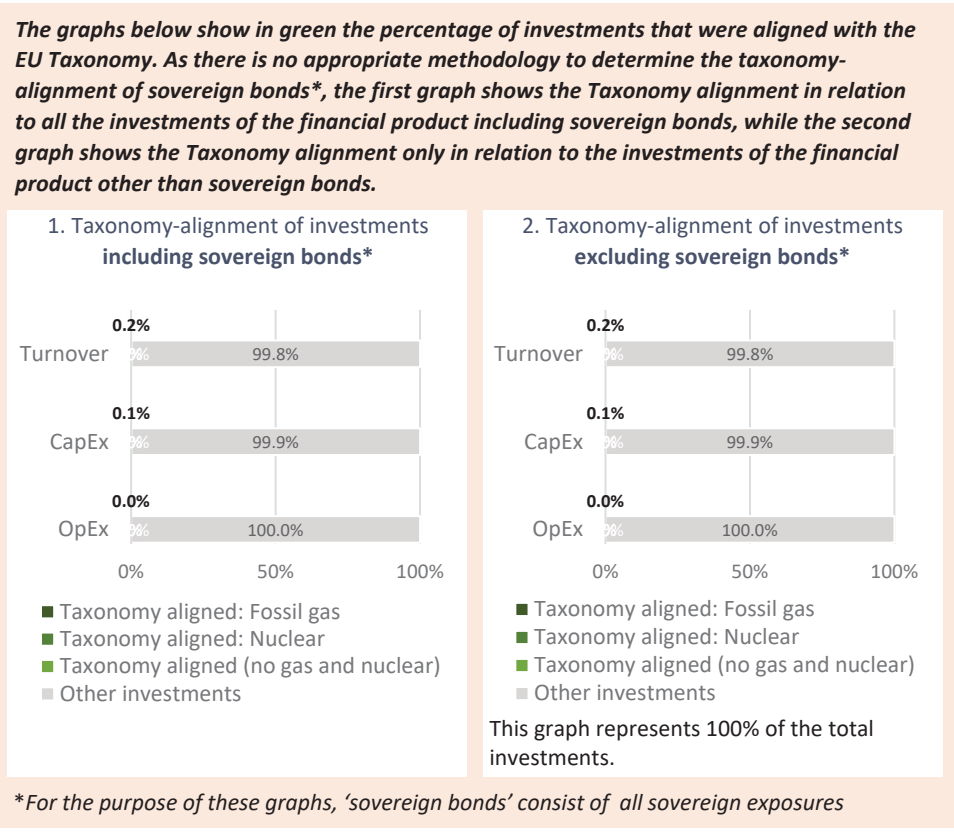 The graphs below show in green the percentage of investments that were aligned with the
EU Taxonomy. As there is no appropriate methodology to determine the taxonomy-
alignment of sovereign bonds*, the first graph shows the Taxonomy alignment in relation
to all the investments of the financial product including sovereign bonds, while the second
graph shows the Taxonomy alignment only in relation to the investments of the financial
product other than sovereign bonds.
1. Taxonomy-alignment of investments
including sovereign bonds*
0.2%
Turnover
99.8%
0.1%
CapEx
99.9%
0.0%
OpEx
100.0%
0% 50% 100%
Taxonomy aligned: Fossil gas
Taxonomy aligned: Nuclear
Taxonomy aligned (no gas and nuclear)
Other investments
2. Taxonomy-alignment of investments
excluding sovereign bonds*
0.2%
Turnover
99.8%
0.1%
CapEx
99.9%
0.0%
OpEx
100.0%
0% 50% 100%
Taxonomy aligned: Fossil gas
Taxonomy aligned: Nuclear
Taxonomy aligned (no gas and nuclear)
Other investments
This graph represents 100% of the total
investments.
*For the purpose of these graphs, ‘sovereign bonds’ consist of all sovereign exposures